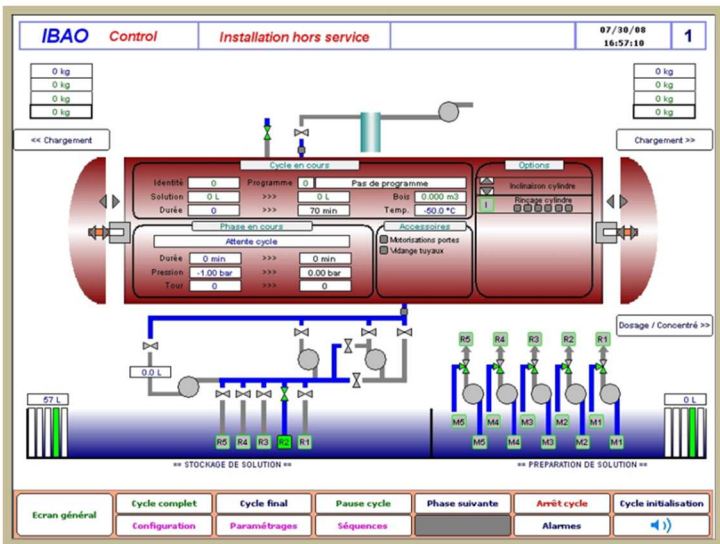 IBAO Control
Installation hors service
07/30/08
16:57:10
1
0 kg
0 kg
0 kg
0 kg
0 kg
0 kg
0 kg
0 kg
<< Chargement
Chargement >>
Cycle en cours
Identité 0 Programme 0 Pas de programme
Solution 0 L >>> 0 L Bois 0.000 m3
Durée 0 >>> 70 min Temp. -50.0 °C
Options
Inclinaison cylindre
I Rinçage cylindre
Phase en cours
Attente cycle
Durée 0 min >>> 0 min
Pression -1.00 bar >>> 0.00 bar
Tour 0 >>> 0
Accessoires
Motorisations portes
Vidange tuyaux
Dosage / Concentré >>
R5 R4 R3 R2 R1
0.0 L
57 L
0 L
M5 M4 M3 M2 M1
R5 R4 R3 R2 R1
M5 M4 M3 M2 M1
== STOCKAGE DE SOLUTION ==
== PREPARATION DE SOLUTION ==
Ecran général
Cycle complet
Cycle final
Pause cycle
Phase suivante
Arrêt cycle
Cycle initialisation
Configuration
Paramétrages
Séquences
Alarmes